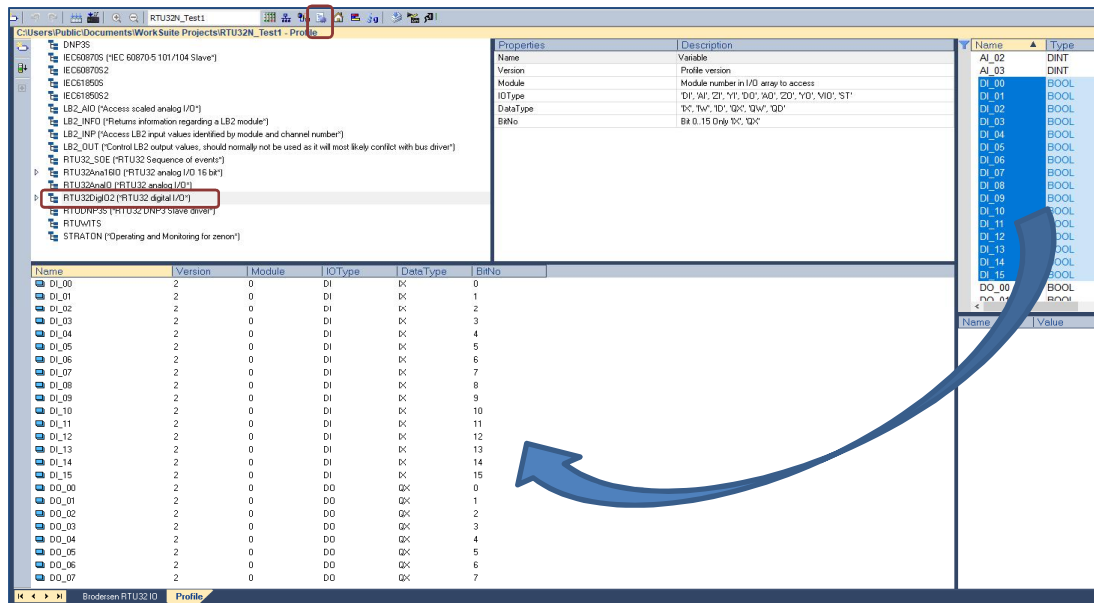 RTU32N_Test1
C:\Users\Public\Documents\WorkSuite Projects\RTU32N_Test1 - Profile
DNP3S
IEC60870S (*IEC 60870-5 101/104 Slave*)
IEC60870S2
IEC61850S
IEC61850S2
LB2_AIO (*Access scaled analog I/O*)
LB2_INFO (*Returns information regarding a LB2 module*)
LB2_INP (*Access LB2 input values identified by module and channel number*)
LB2_OUT (*Control LB2 output values, should normally not be used as it will most likely confilct with bus driver*)
RTU32_SOE (*RTU32 Sequence of events*)
RTU32Ana16IO (*RTU32 analog I/O 16 bit*)
RTU32AnaIO (*RTU32 analog I/O*)
RTU32DigIO2 (*RTU32 digital I/O*)
RTUDNP3S (*RTU32 DNP3 Slave driver*)
RTUWITS
STRATON (*Operating and Monitoring for zenon*)
Properties Description
Name Variable
Version Profile version
Module Module number in I/O array to access
IOType 'DI', 'AI', 'ZI', 'YI', 'DO', 'AO', 'ZO', 'YO', 'VIO', 'ST'
DataType 'IX', 'IW', 'ID', 'QX', 'QW', 'QD'
BitNo Bit 0..15 Only 'IX', 'QX'
Name Type
AI_02 DINT
AI_03 DINT
DI_00 BOOL
DI_01 BOOL
DI_02 BOOL
DI_03 BOOL
DI_04 BOOL
DI_05 BOOL
DI_06 BOOL
DI_07 BOOL
DI_08 BOOL
DI_09 BOOL
DI_10 BOOL
DI_11 OOL
DI_12 OOL
DI_13 OOL
DI_14 OOL
DI_15 OOL
DO_00 BOOL
DO_01 BOOL
Name Value
Name Version Module IOType DataType BitNo
DI_00 2 0 DI IX 0
DI_01 2 0 DI IX 1
DI_02 2 0 DI IX 2
DI_03 2 0 DI IX 3
DI_04 2 0 DI IX 4
DI_05 2 0 DI IX 5
DI_06 2 0 DI IX 6
DI_07 2 0 DI IX 7
DI_08 2 0 DI IX 8
DI_09 2 0 DI IX 9
DI_10 2 0 DI IX 10
DI_11 2 0 DI IX 11
DI_12 2 0 DI IX 12
DI_13 2 0 DI IX 13
DI_14 2 0 DI IX 14
DI_15 2 0 DI IX 15
DO_00 2 0 DO QX 0
DO_01 2 0 DO QX 1
DO_02 2 0 DO QX 2
DO_03 2 0 DO QX 3
DO_04 2 0 DO QX 4
DO_05 2 0 DO QX 5
DO_06 2 0 DO QX 6
DO_07 2 0 DO QX 7
Brodersen RTU32 IO Profile